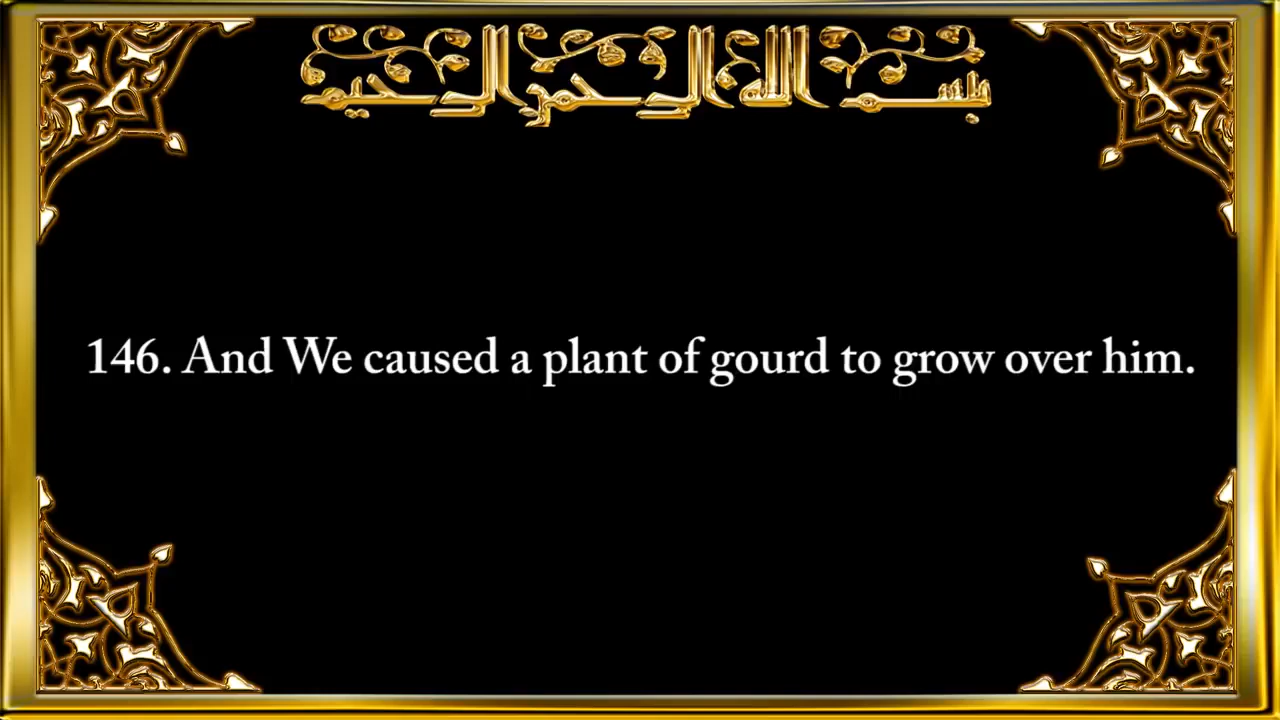 بسم الله الرحمن الرحيم
146. And We caused a plant of gourd to grow over him.